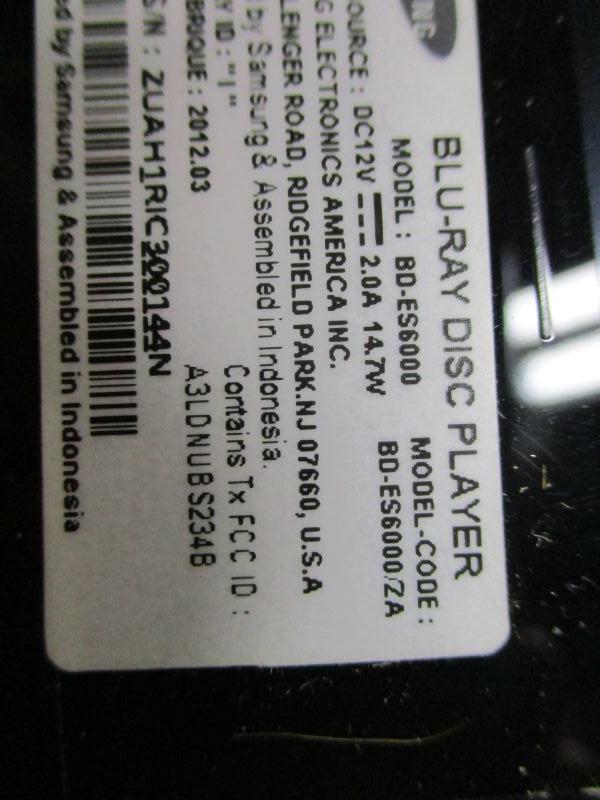 NG
BLU-RAY DISC PLAYER
MODEL : BD-ES6000
MODEL-CODE :
BD-ES6000/ZA
OURCE : DC12V 2.0A 14.7W
G ELECTRONICS AMERICA INC.
LENGER ROAD, RIDGEFIELD PARK.NJ 07660, U.S.A
by Samsung & Assembled in Indonesia.
Y ID : "I"
Contains Tx FCC ID :
BRIQUE : 2012.03
A3LDNUBS234B
S/N : ZUAH1RIC300144N
ed by Samsung & Assembled in Indonesia